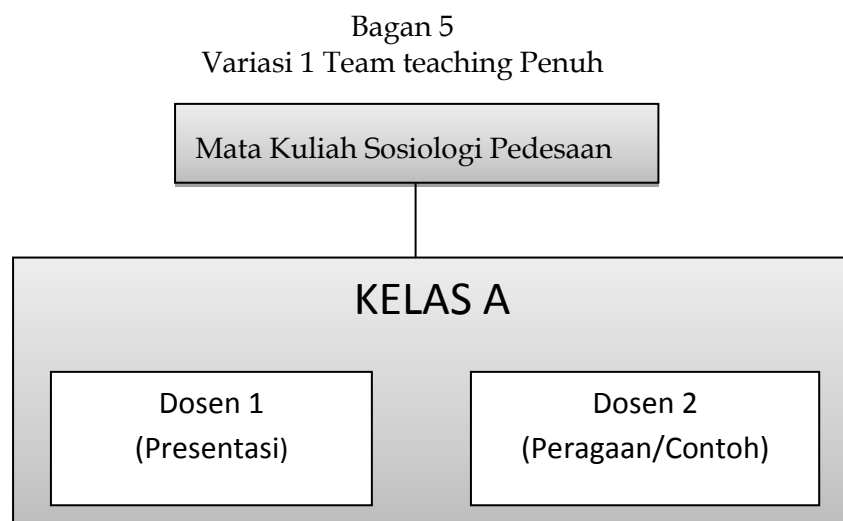 Bagan 5
Variasi 1 Team teaching Penuh
Mata Kuliah Sosiologi Pedesaan
KELAS A
Dosen 1
(Presentasi)
Dosen 2
(Peragaan/Contoh)